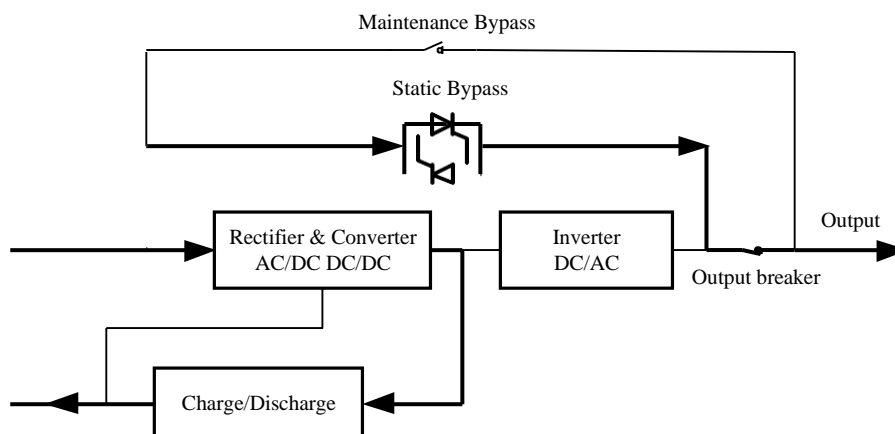 Maintenance Bypass
Static Bypass
Output
Rectifier & Converter
AC/DC DC/DC
Inverter
DC/AC
Output breaker
Charge/Discharge